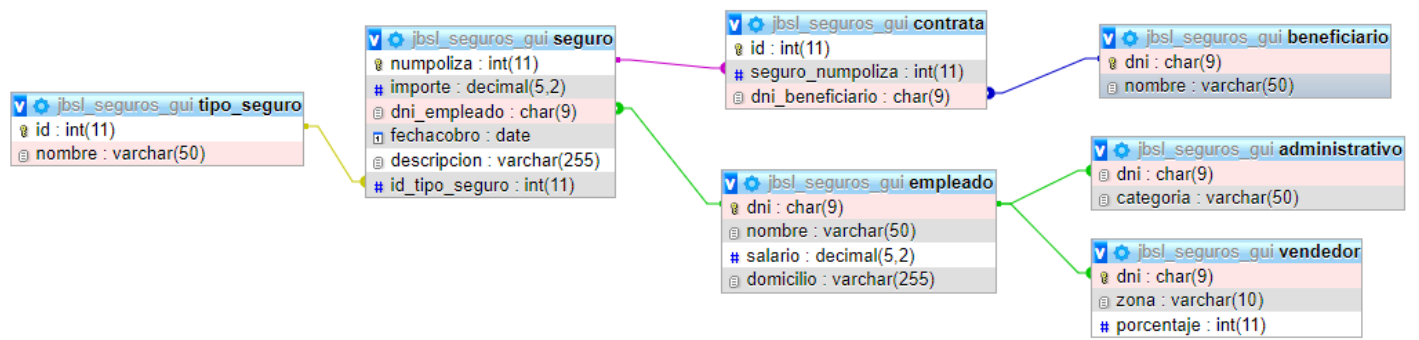 jbsl_seguros_gui tipo_seguro
id : int(11)
nombre : varchar(50)
jbsl_seguros_gui seguro
numpoliza : int(11)
importe : decimal(5,2)
dni_empleado : char(9)
fechacobro : date
descripcion : varchar(255)
id_tipo_seguro : int(11)
jbsl_seguros_gui contrata
id : int(11)
seguro_numpoliza : int(11)
dni_beneficiario : char(9)
jbsl_seguros_gui empleado
dni : char(9)
nombre : varchar(50)
salario : decimal(5,2)
domicilio : varchar(255)
jbsl_seguros_gui beneficiario
dni : char(9)
nombre : varchar(50)
jbsl_seguros_gui administrativo
dni : char(9)
categoria : varchar(50)
jbsl_seguros_gui vendedor
dni : char(9)
zona : varchar(10)
porcentaje : int(11)